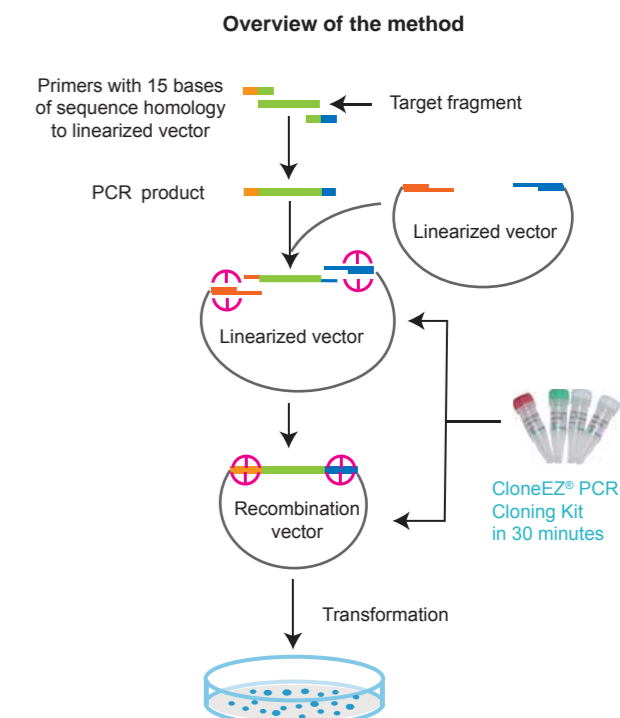 Overview of the method
Primers with 15 bases
of sequence homology
to linearized vector
Target fragment
PCR product
Linearized vector
Linearized vector
CloneEZ® PCR
Cloning Kit
in 30 minutes
Recombination
vector
Transformation